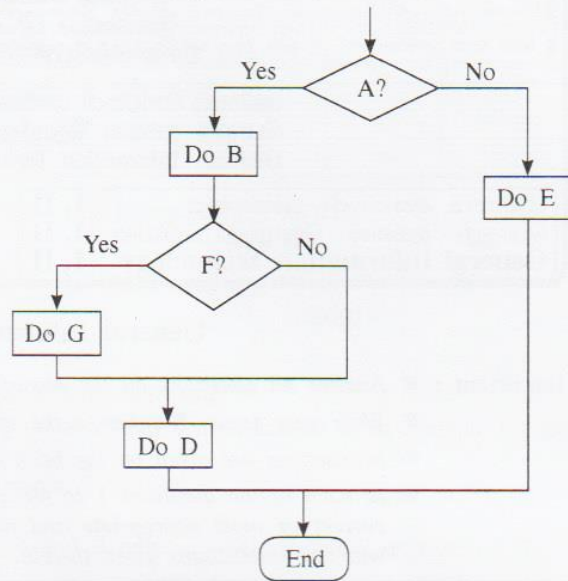 Yes
A?
No
Do B
Do E
Yes
F?
No
Do G
Do D
End